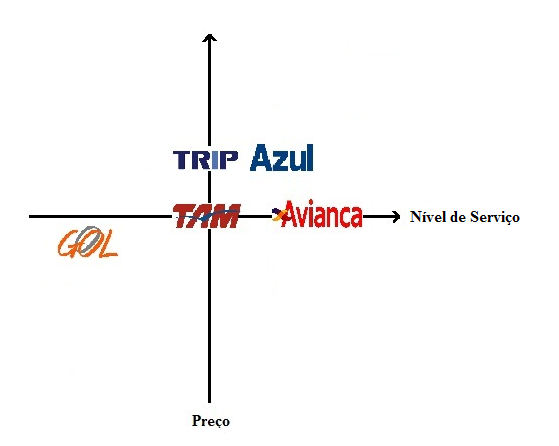 TRIP Azul
TAM Avianca Nível de Serviço
GOL
Preço